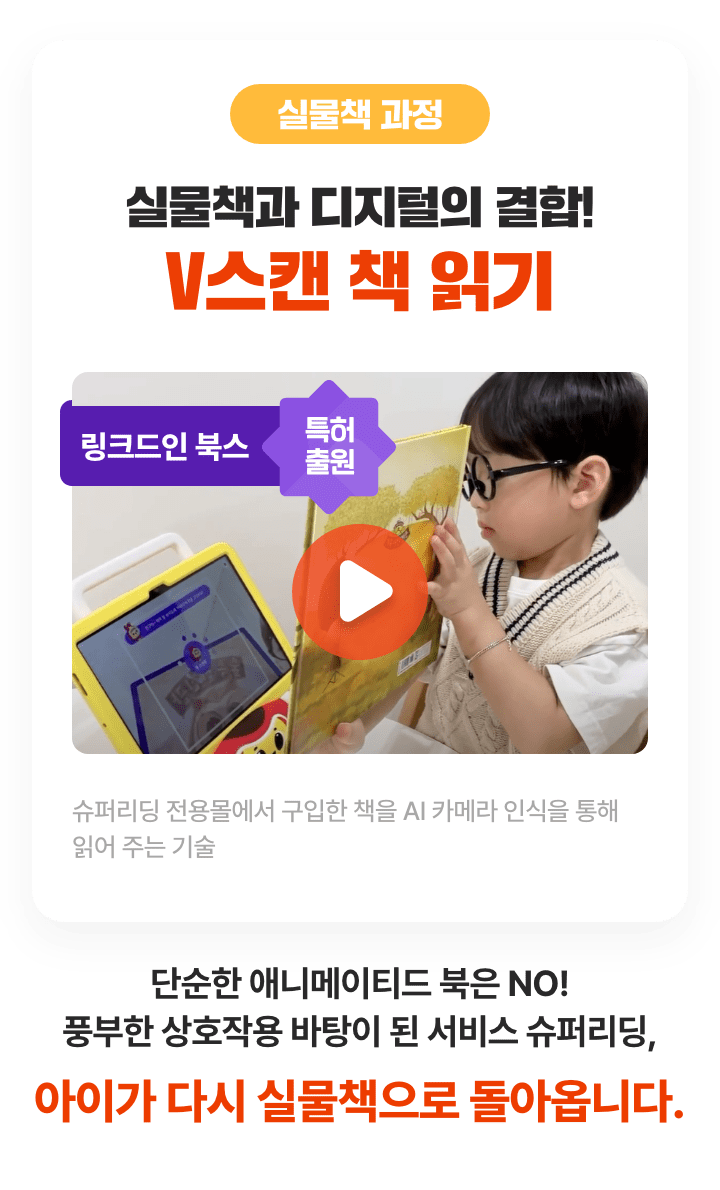 실물책 과정
실물책과 디지털의 결합!
V스캔 책 읽기
링크드인 북스
특허
출원
슈퍼리딩 전용몰에서 구입한 책을 AI 카메라 인식을 통해
읽어 주는 기술
단순한 애니메이티드 북은 NO!
풍부한 상호작용 바탕이 된 서비스 슈퍼리딩,
아이가 다시 실물책으로 돌아옵니다.